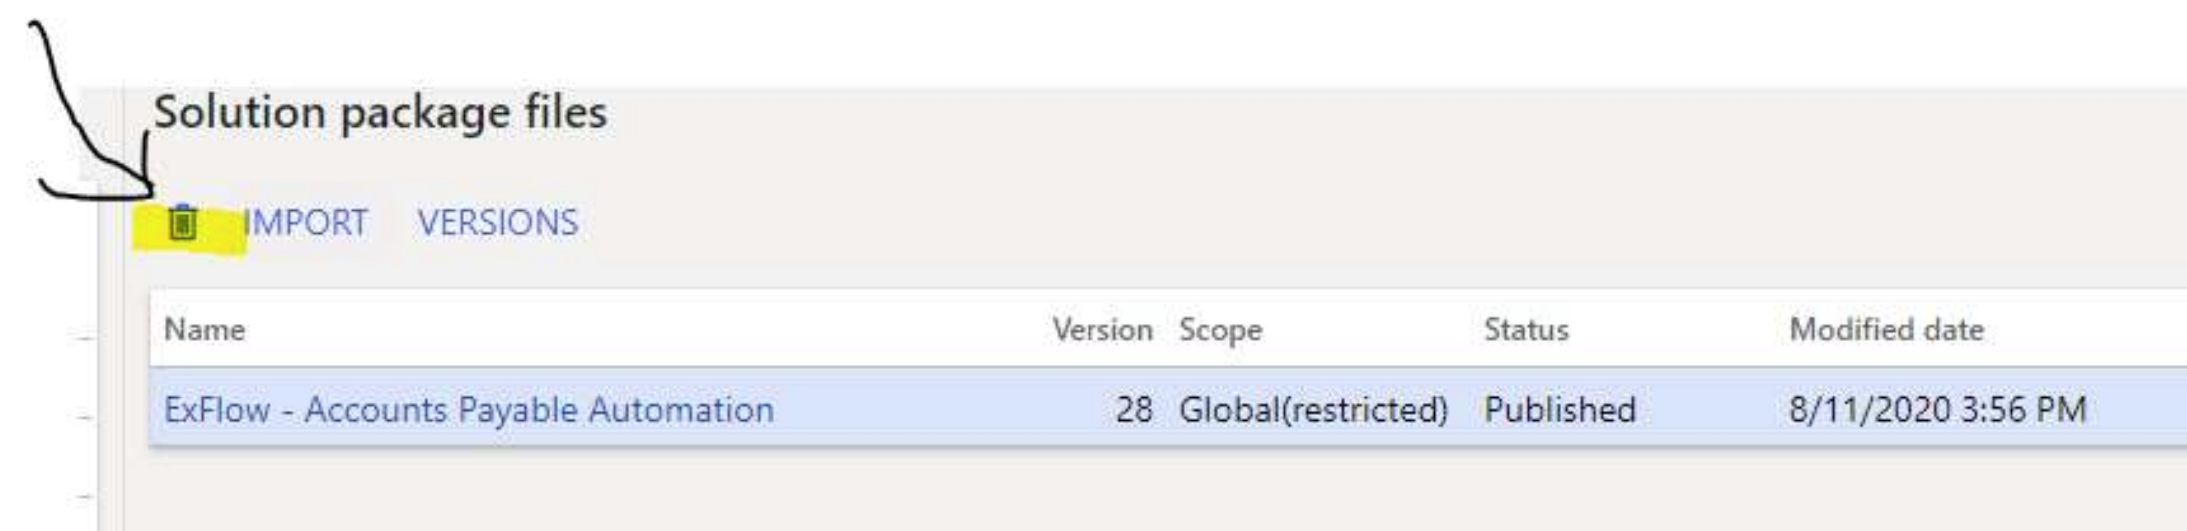 Solution package files
IMPORT VERSIONS
Name Version Scope Status Modified date
ExFlow - Accounts Payable Automation 28 Global(restricted) Published 8/11/2020 3:56 PM